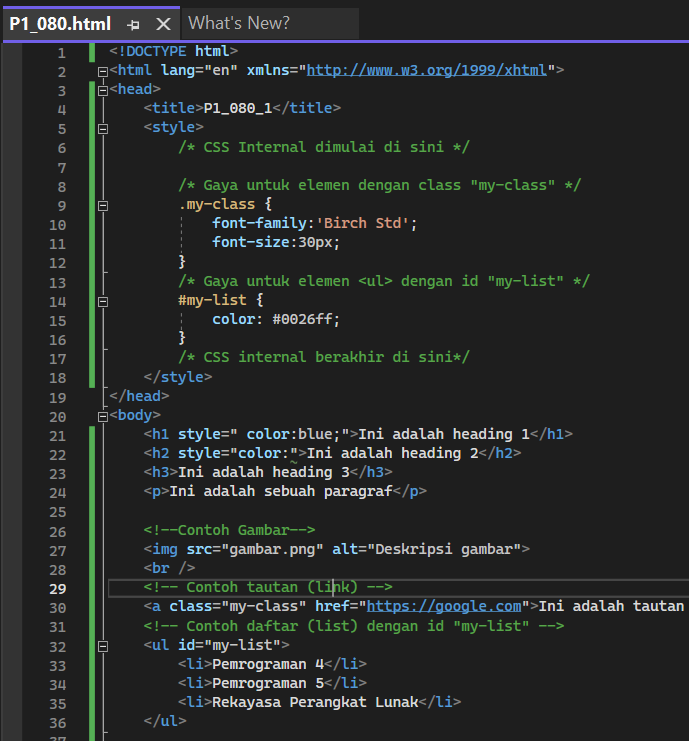 P1_080.html What's New?
1 <!DOCTYPE html>
2 <html lang="en" xmlns="http://www.w3.org/1999/xhtml">
3 <head>
4 <title>P1_080_1</title>
5 <style>
6 /* CSS Internal dimulai di sini */
7
8 /* Gaya untuk elemen dengan class "my-class" */
9 .my-class {
10 font-family:'Birch Std';
11 font-size:30px;
12 }
13 /* Gaya untuk elemen <ul> dengan id "my-list" */
14 #my-list {
15 color: #0026ff;
16 }
17 /* CSS internal berakhir di sini*/
18 </style>
19 </head>
20 <body>
21 <h1 style=" color:blue;">Ini adalah heading 1</h1>
22 <h2 style="color:">Ini adalah heading 2</h2>
23 <h3>Ini adalah heading 3</h3>
24 <p>Ini adalah sebuah paragraf</p>
25
26 <!--Contoh Gambar-->
27 <img src="gambar.png" alt="Deskripsi gambar">
28 <br />
29 <!-- Contoh tautan (link) -->
30 <a class="my-class" href="https://google.com">Ini adalah tautan
31 <!-- Contoh daftar (list) dengan id "my-list" -->
32 <ul id="my-list">
33 <li>Pemrograman 4</li>
34 <li>Pemrograman 5</li>
35 <li>Rekayasa Perangkat Lunak</li>
36 </ul>
37